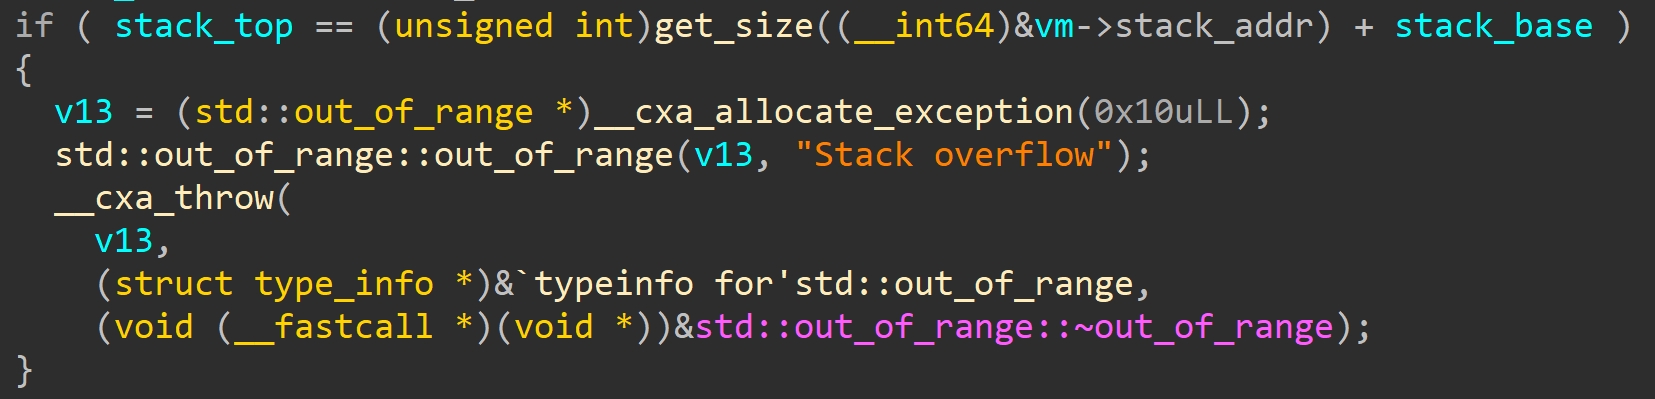 if ( stack_top == (unsigned int)get_size((__int64)&vm->stack_addr) + stack_base )
{
  v13 = (std::out_of_range *)__cxa_allocate_exception(0x10uLL);
  std::out_of_range::out_of_range(v13, "Stack overflow");
  __cxa_throw(
    v13,
    (struct type_info *)&`typeinfo for'std::out_of_range,
    (void (__fastcall *)(void *))&std::out_of_range::~out_of_range);
}